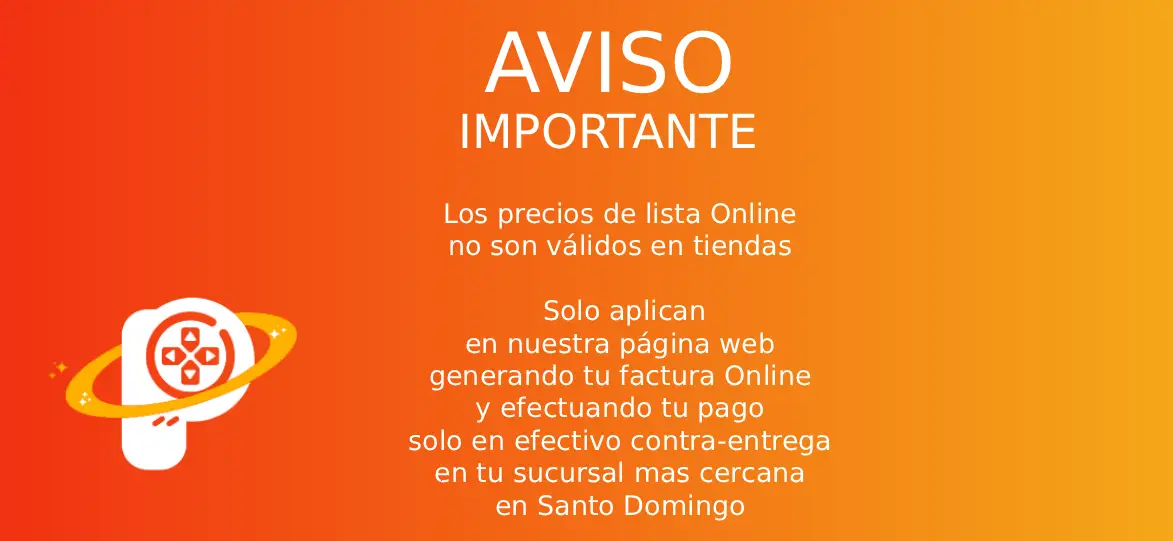 AVISO
IMPORTANTE
Los precios de lista Online
no son válidos en tiendas
Solo aplican
en nuestra página web
generando tu factura Online
y efectuando tu pago
solo en efectivo contra-entrega
en tu sucursal mas cercana
en Santo Domingo